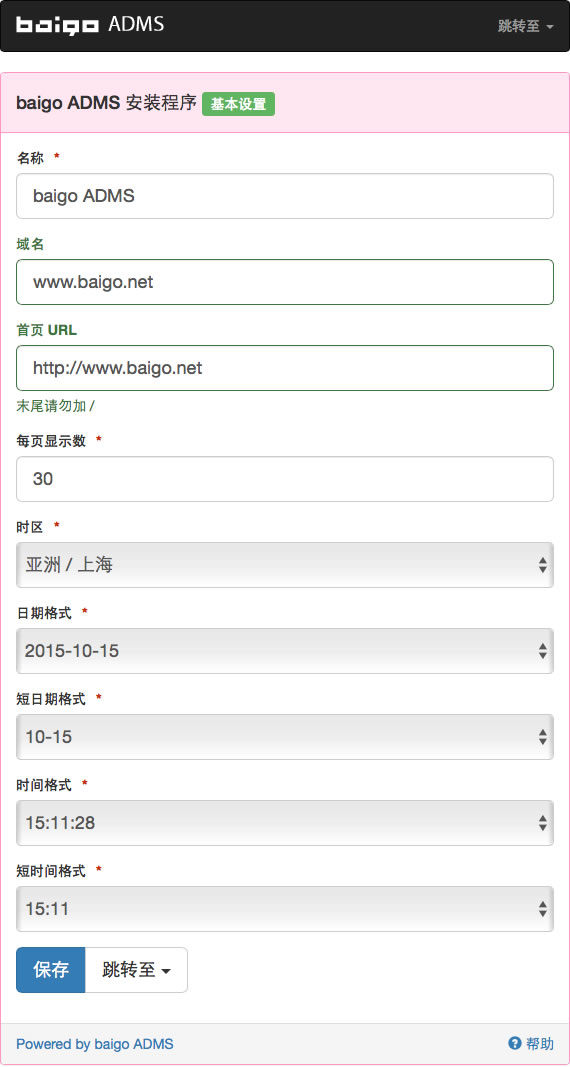 baigo ADMS
跳转至
baigo ADMS 安装程序 基本设置
名称 *
baigo ADMS
域名
www.baigo.net
首页 URL
http://www.baigo.net
末尾请勿加 /
每页显示数 *
30
时区 *
亚洲 / 上海
日期格式 *
2015-10-15
短日期格式 *
10-15
时间格式 *
15:11:28
短时间格式 *
15:11
保存 跳转至
Powered by baigo ADMS
帮助